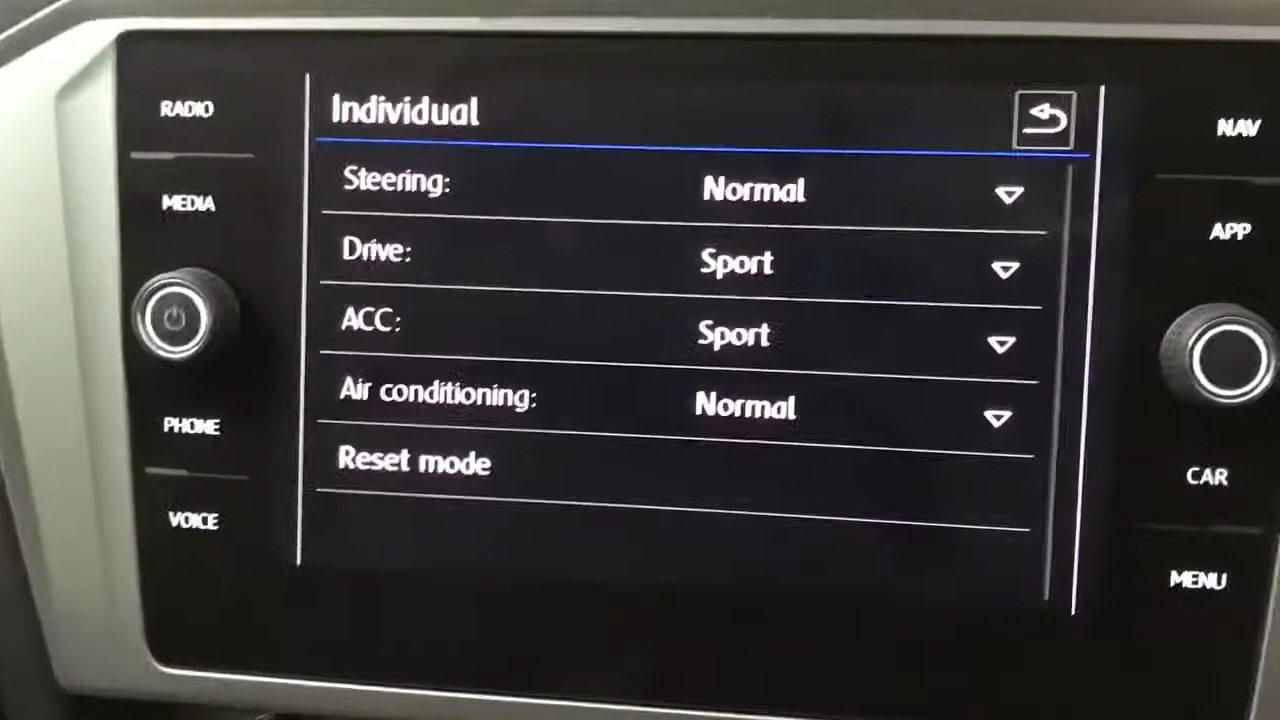 RADIO
MEDIA
PHONE
VOICE
Individual
Steering: Normal
Drive: Sport
ACC: Sport
Air conditioning: Normal
Reset mode
NAV
APP
CAR
MENU